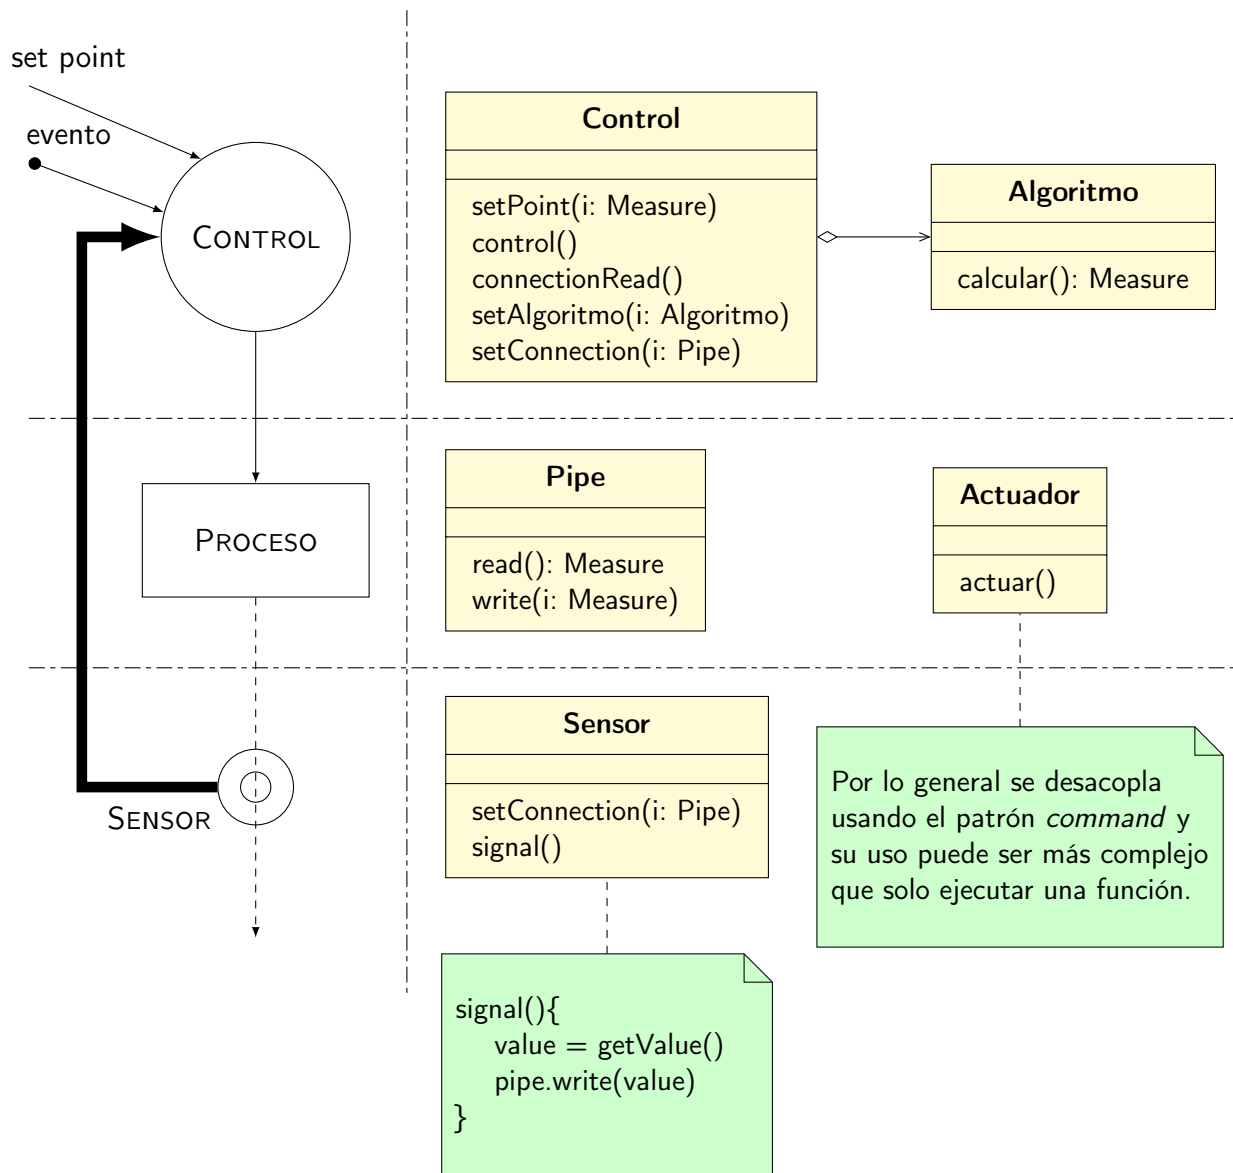 set point
evento
CONTROL
Control
setPoint(i: Measure)
control()
connectionRead()
setAlgoritmo(i: Algoritmo)
setConnection(i: Pipe)
Algoritmo
calcular(): Measure
PROCESO
Pipe
read(): Measure
write(i: Measure)
Actuador
actuar()
SENSOR
Sensor
setConnection(i: Pipe)
signal()
Por lo general se desacopla
usando el patrón command y
su uso puede ser más complejo
que solo ejecutar una función.
signal(){
value = getValue()
pipe.write(value)
}